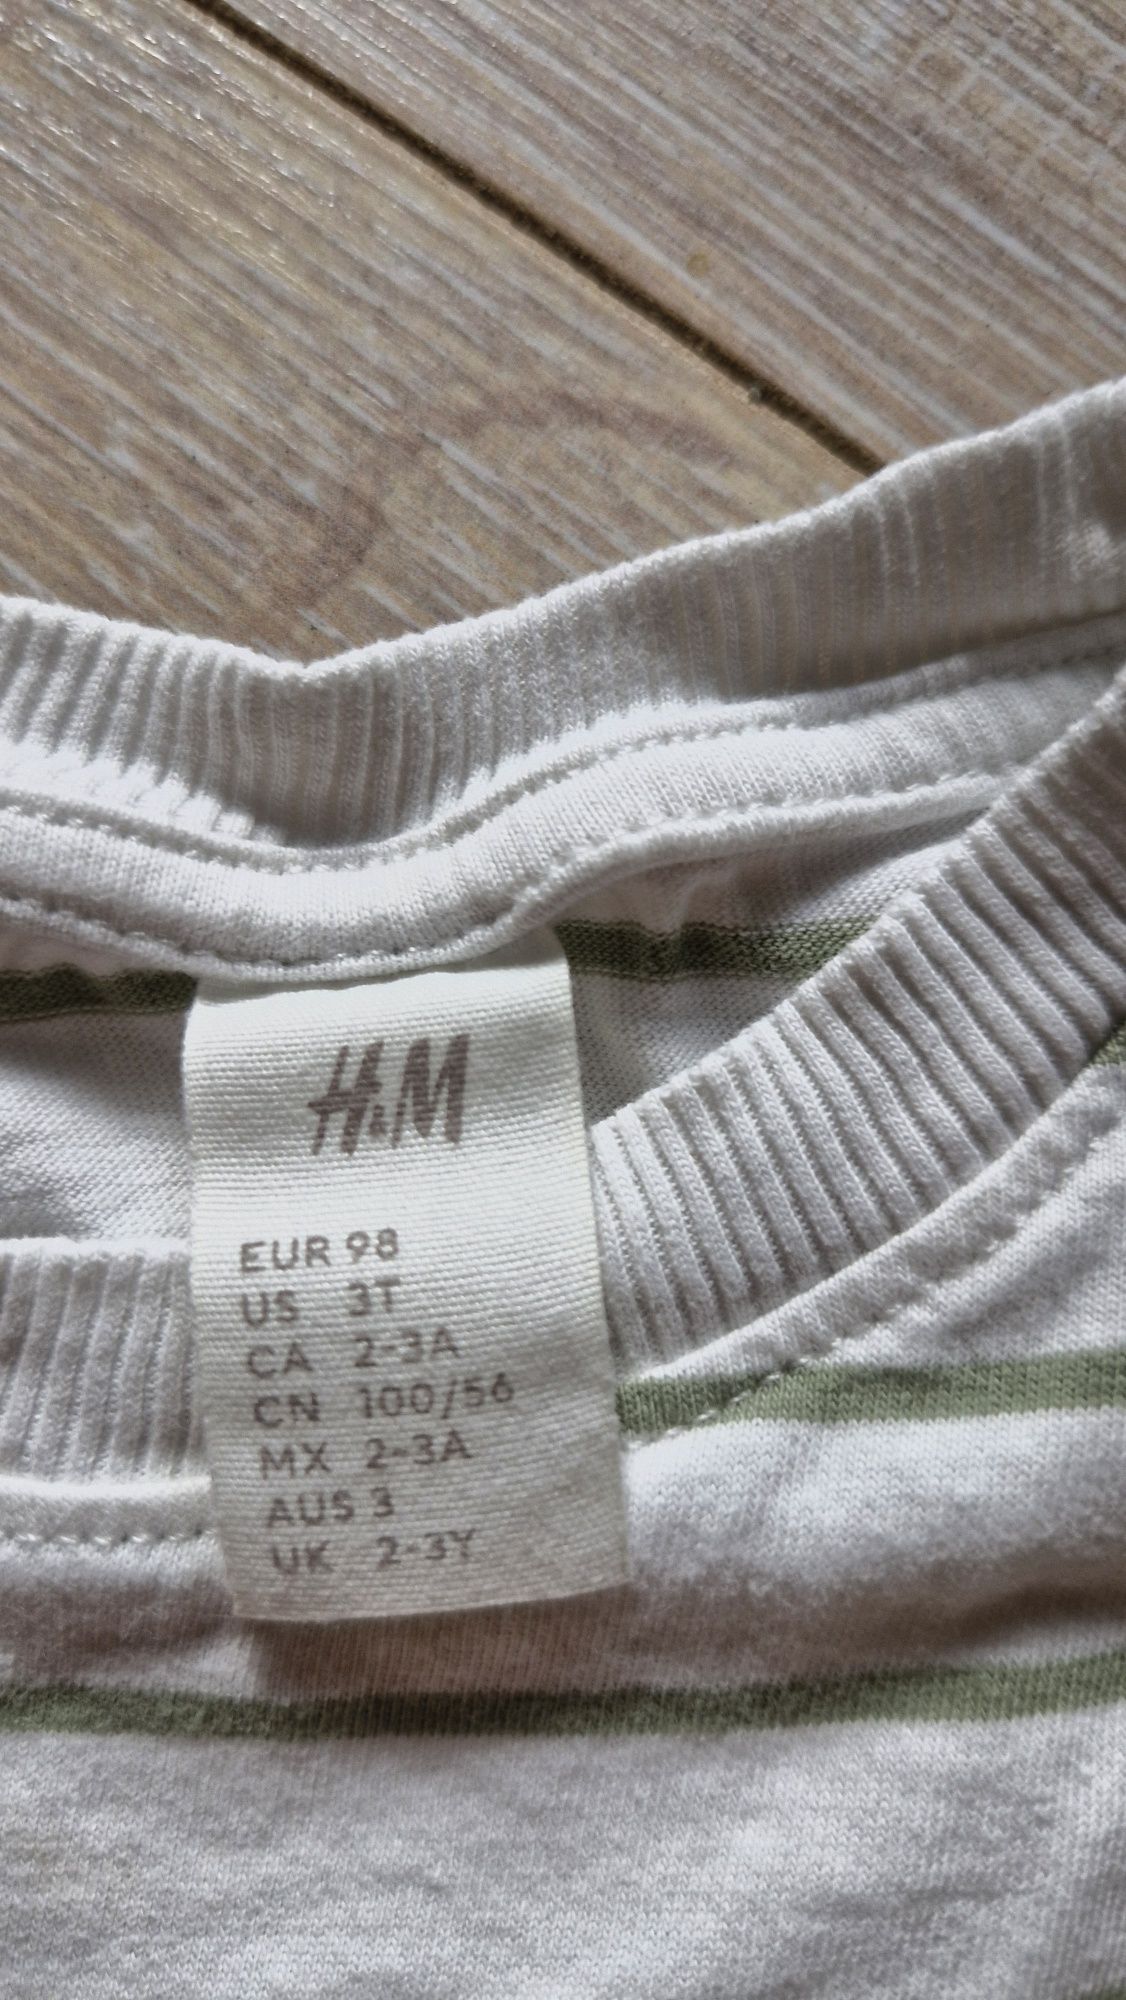 H&M
EUR 98
US 3T
CA 2-3A
CN 100/56
MX 2-3A
AUS 3
UK 2-3Y